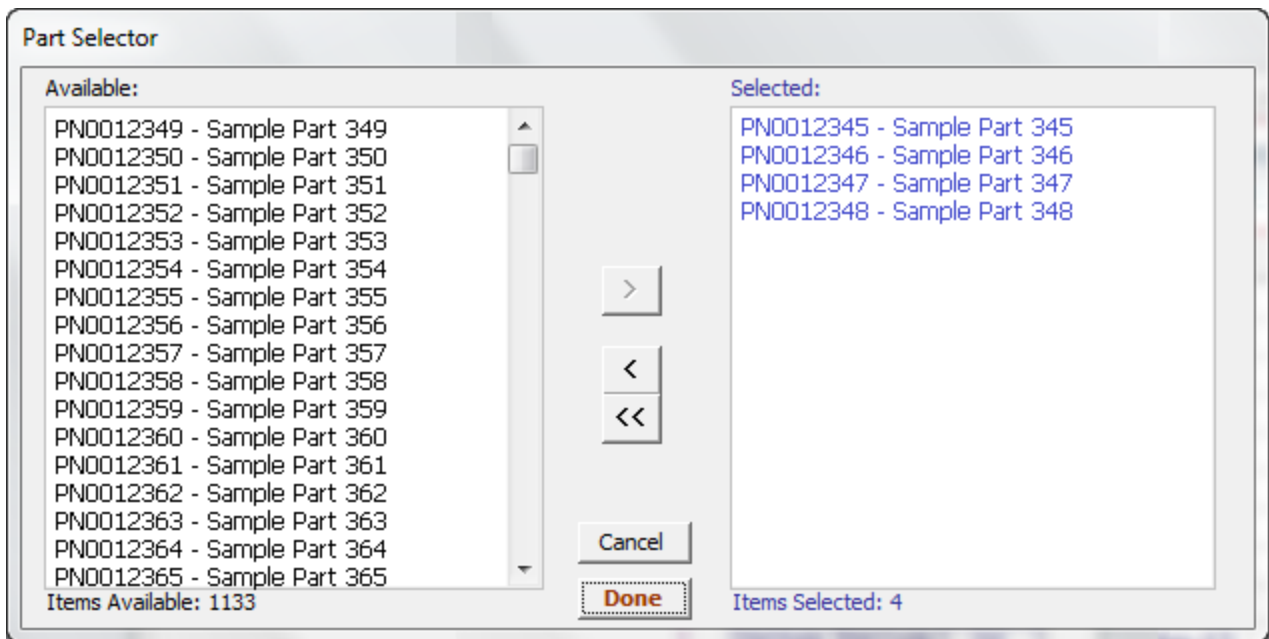 Part Selector
Available:
PN0012349 - Sample Part 349
PN0012350 - Sample Part 350
PN0012351 - Sample Part 351
PN0012352 - Sample Part 352
PN0012353 - Sample Part 353
PN0012354 - Sample Part 354
PN0012355 - Sample Part 355
PN0012356 - Sample Part 356
PN0012357 - Sample Part 357
PN0012358 - Sample Part 358
PN0012359 - Sample Part 359
PN0012360 - Sample Part 360
PN0012361 - Sample Part 361
PN0012362 - Sample Part 362
PN0012363 - Sample Part 363
PN0012364 - Sample Part 364
PN0012365 - Sample Part 365
Items Available: 1133
>
<
<<
Cancel
Done
Selected:
PN0012345 - Sample Part 345
PN0012346 - Sample Part 346
PN0012347 - Sample Part 347
PN0012348 - Sample Part 348
Items Selected: 4